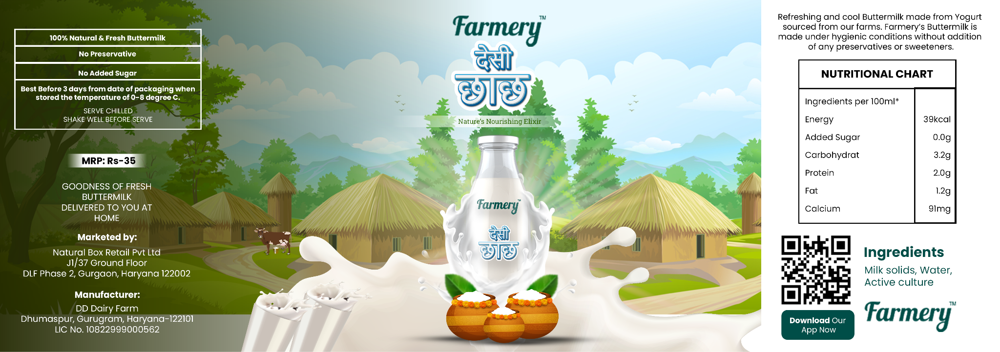 100% Natural & Fresh Buttermilk
No Preservative
No Added Sugar
Best Before 3 days from date of packaging when
stored the temperature of 0-8 degree C.
SERVE CHILLED
SHAKE WELL BEFORE SERVE
MRP: Rs-35
GOODNESS OF FRESH
BUTTERMILK
DELIVERED TO YOU AT
HOME
Marketed by:
Natural Box Retail Pvt Ltd
J1/37 Ground Floor
DLF Phase 2, Gurgaon, Haryana 122002
Manufacturer:
DD Dairy Farm
Dhumaspur, Gurugram, Haryana-122101
LIC No. 10822999000562
Farmery™
देसी
छाछ
Nature's Nourishing Elixir
Farmery™
देसी
छाछ
Refreshing and cool Buttermilk made from Yogurt
sourced from our farms. Farmery's Buttermilk is
made under hygienic conditions without addition
of any preservatives or sweeteners.
NUTRITIONAL CHART
Ingredients per 100ml*
Energy 39kcal
Added Sugar 0.0g
Carbohydrat 3.2g
Protein 2.0g
Fat 1.2g
Calcium 91mg
Ingredients
Milk solids, Water,
Active culture
Download Our
App Now
Farmery™